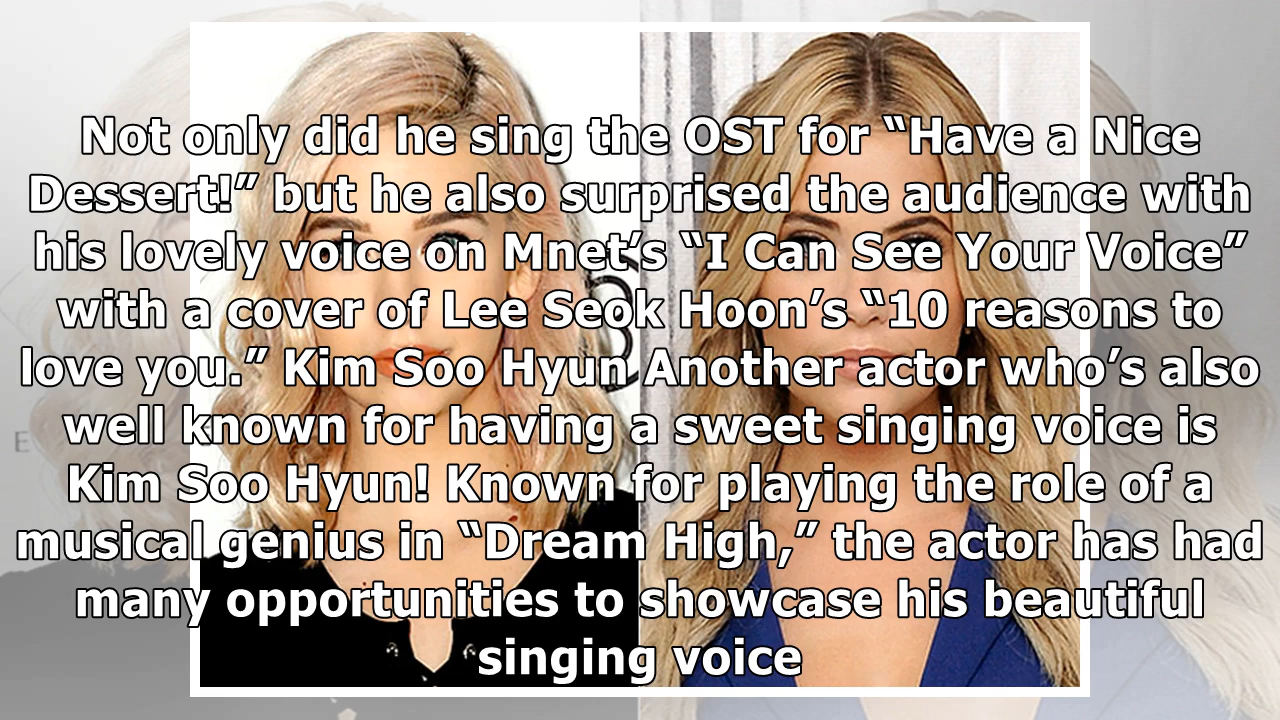 Not only did he sing the OST for “Have a Nice
Dessert!” but he also surprised the audience with
his lovely voice on Mnet’s “I Can See Your Voice”
with a cover of Lee Seok Hoon’s “10 reasons to
love you.” Kim Soo Hyun Another actor who’s also
well known for having a sweet singing voice is
Kim Soo Hyun! Known for playing the role of a
musical genius in “Dream High,” the actor has had
many opportunities to showcase his beautiful
singing voice